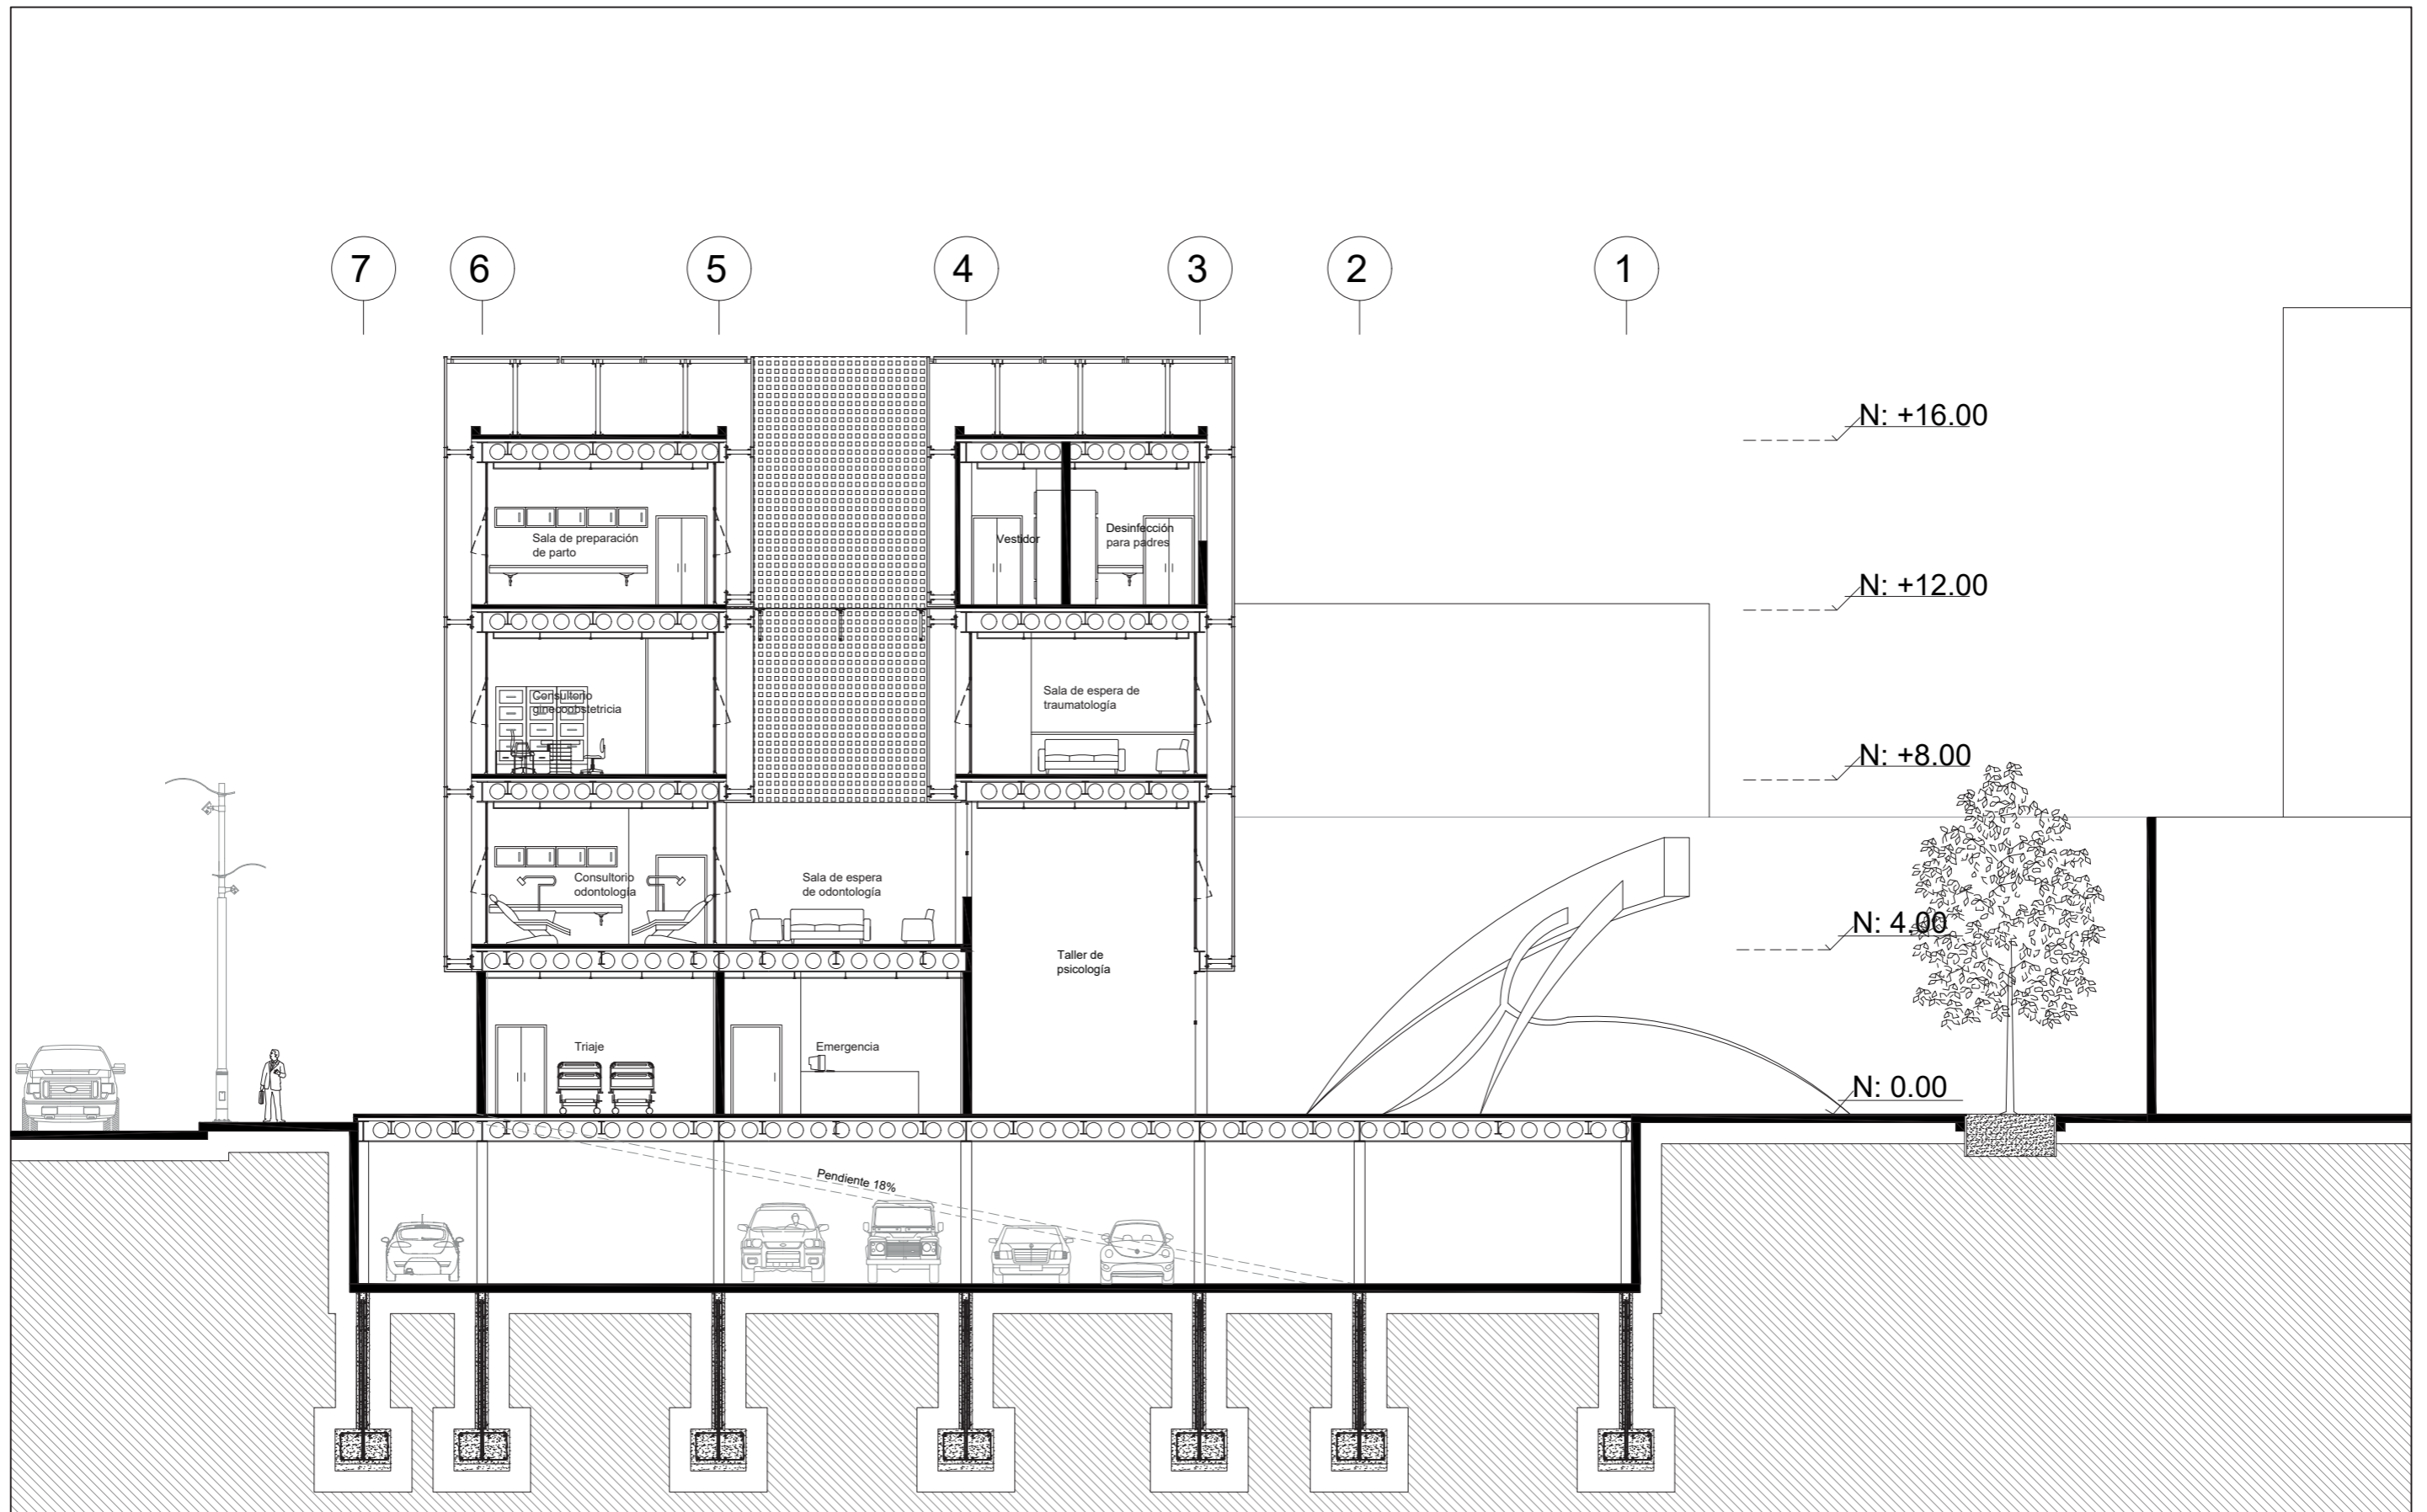 7
6
5
4
3
2
1
N: +16.00
Sala de preparación
de parto
Vestidor
Desinfección
para padres
N: +12.00
Consultorio
ginecoobstetricia
Sala de espera de
traumatología
N: +8.00
Consultorio
odontología
Sala de espera
de odontología
N: 4.00
Taller de
psicología
Triaje
Emergencia
N: 0.00
Pendiente 18%